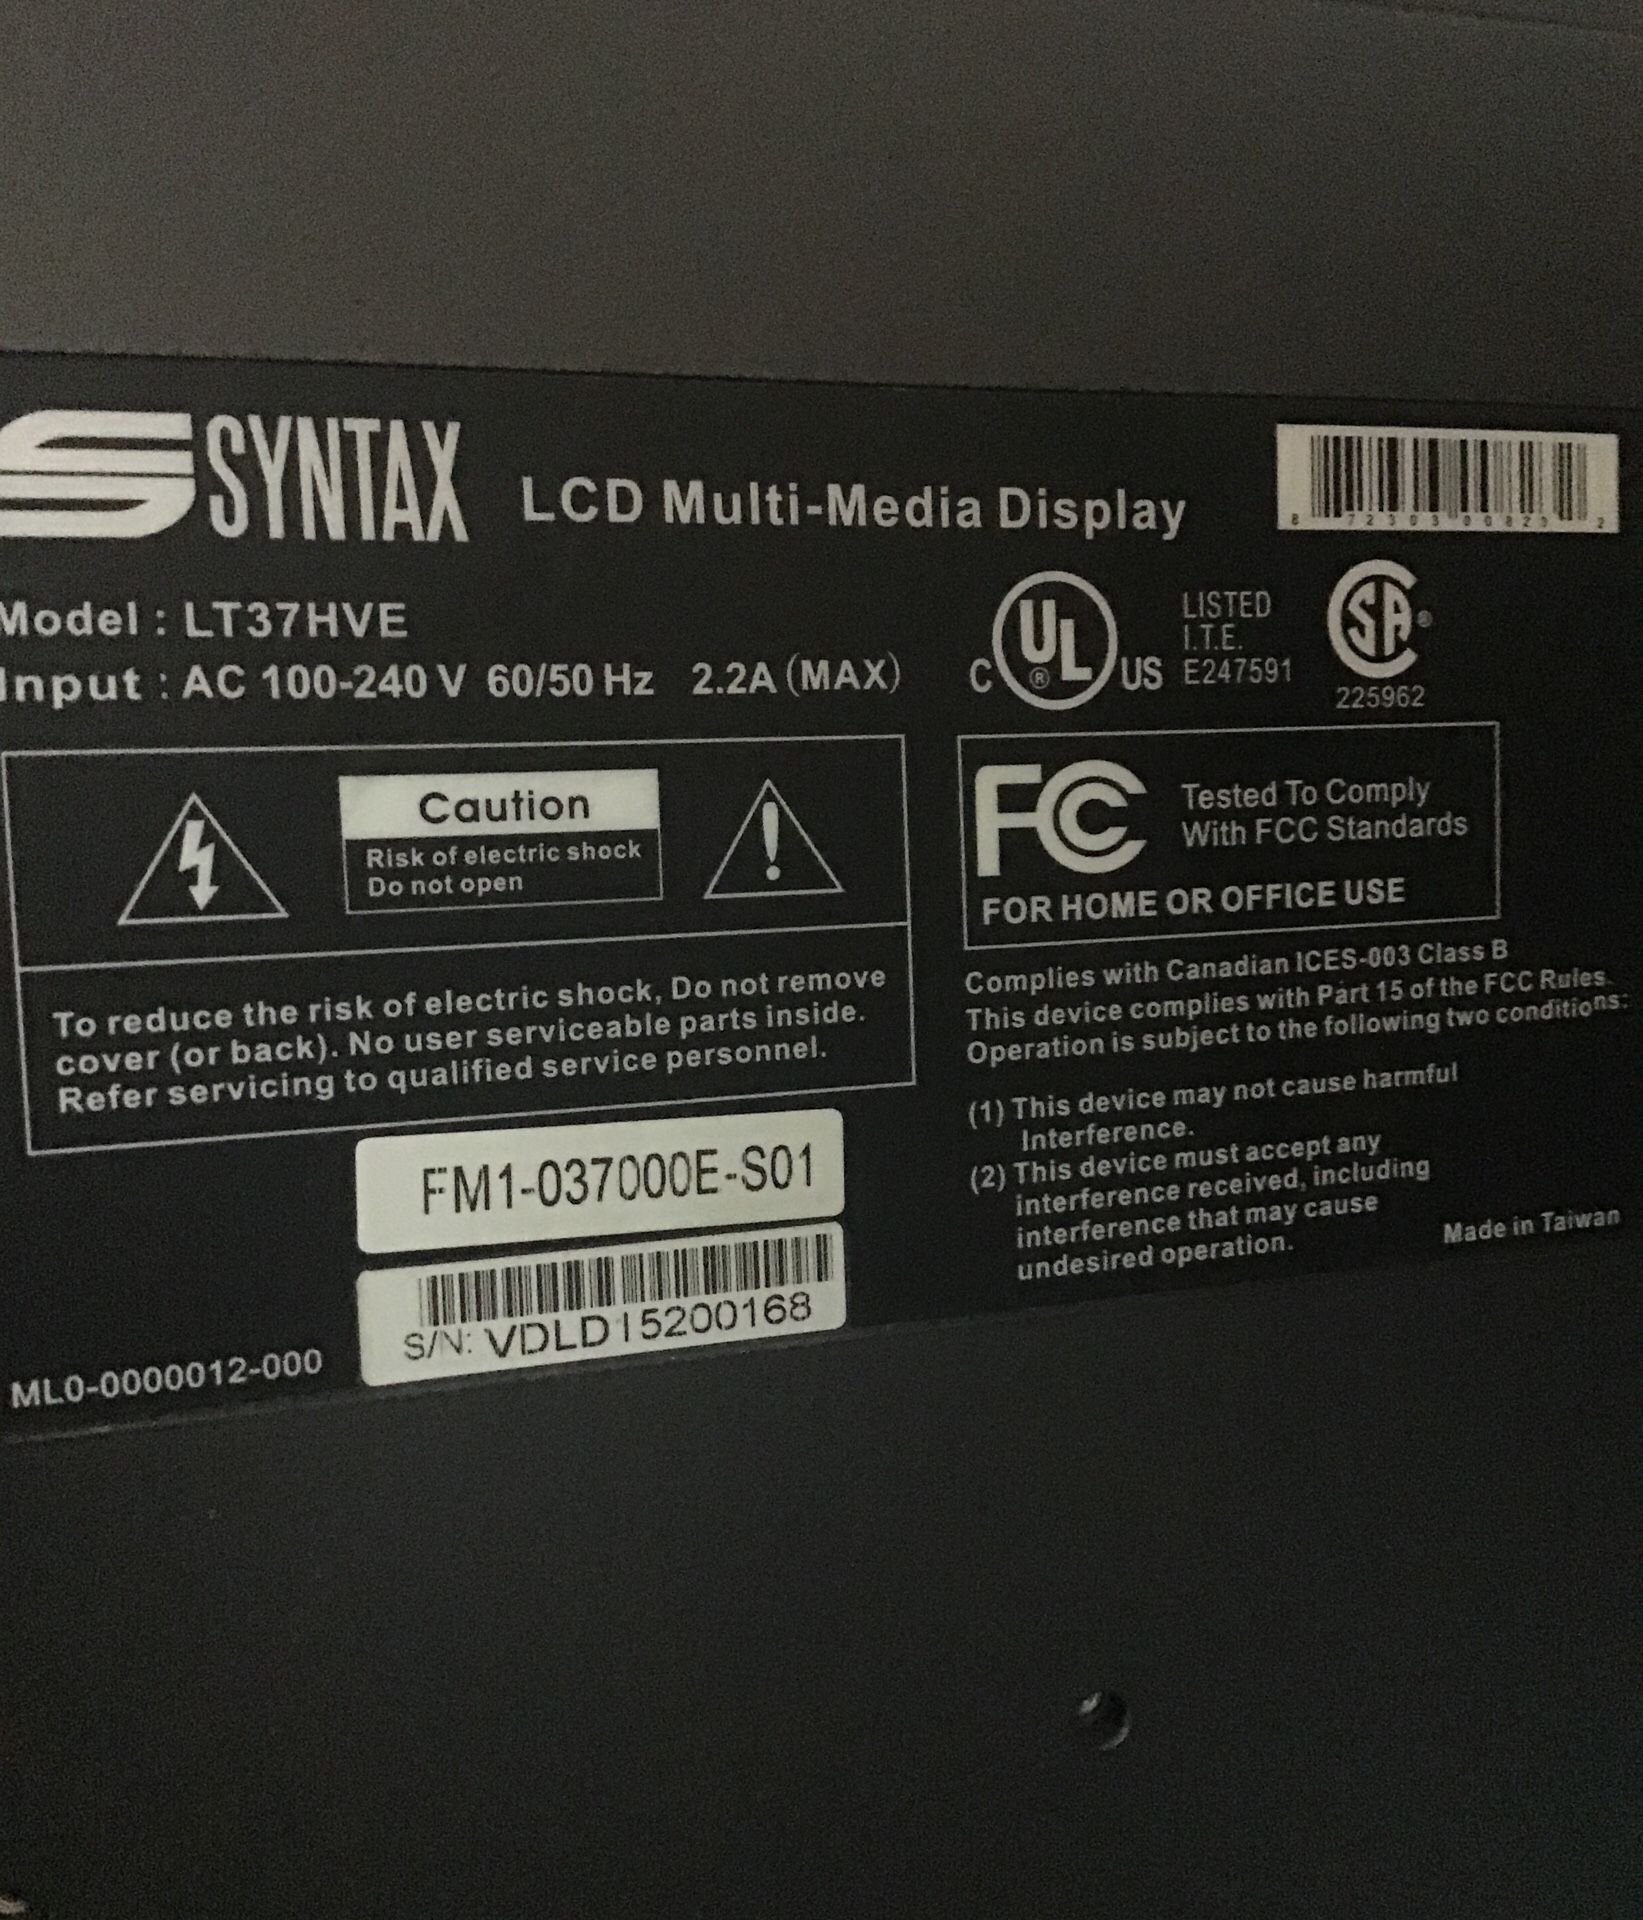 SYNTAX LCD Multi-Media Display
8 72303 00823 2
Model : LT37HVE
Input : AC 100-240 V 60/50 Hz 2.2A (MAX)
C UL ® US
LISTED
I.T.E.
E247591
SA ®
225962
Caution
Risk of electric shock
Do not open
!
To reduce the risk of electric shock, Do not remove
cover (or back). No user serviceable parts inside.
Refer servicing to qualified service personnel.
FC
Tested To Comply
With FCC Standards
FOR HOME OR OFFICE USE
Complies with Canadian ICES-003 Class B
This device complies with Part 15 of the FCC Rules.
Operation is subject to the following two conditions:
(1) This device may not cause harmful
Interference.
(2) This device must accept any
interference received, including
interference that may cause
undesired operation.
Made in Taiwan
FM1-037000E-S01
S/N: VDLD15200168
ML0-0000012-000